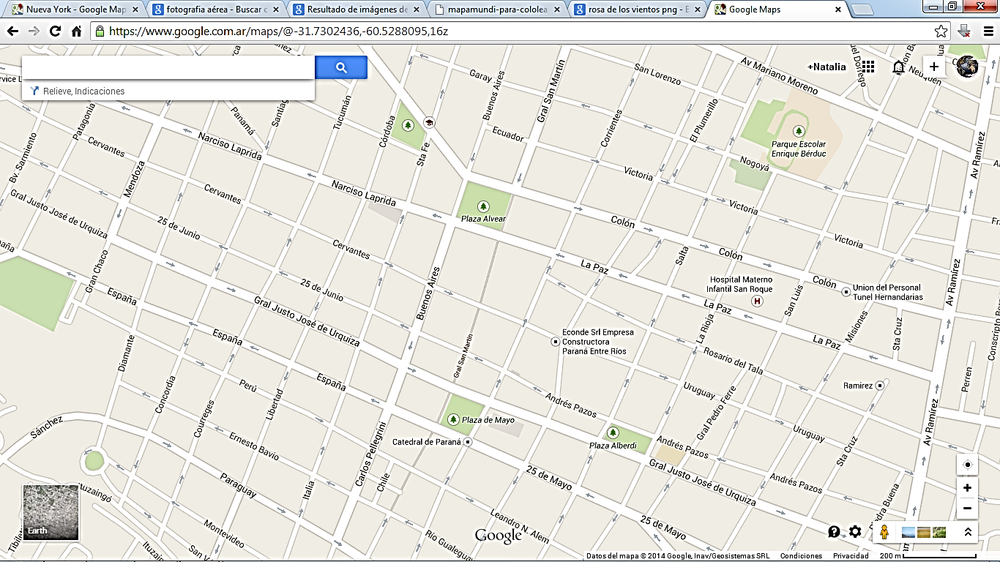 Nueva York - Google Map
fotografia aérea - Buscar c
Resultado de imágenes de
mapamundi-para-cololea
rosa de los vientos png - E
Google Maps
https://www.google.com.ar/maps/@-31.7302436,-60.5288095,16z
Relieve, Indicaciones
+Natalia
Av Mariano Moreno
San Lorenzo
Garay
Neuquén
Buenos Aires
Gral San Martín
Tucumán
Santiag
Panamá
Patagonia
Córdoba
Sta Fe
Ecuador
Corrientes
El Plumerillo
Parque Escolar
Enrique Bérduc
Nogoyá
Av Ramírez
Bv. Sarmiento
Cervantes
Mendoza
Narciso Laprida
Narciso Laprida
Victoria
Victoria
Victoria
Cervantes
Gral Justo José de Urquiza
25 de Junio
Plaza Alvear
Colón
Colón
Colón
La Paz
Salta
Hospital Materno
Infantil San Roque
Union del Personal
Tunel Hernandarias
Av Ramírez
Cervantes
Gran Chaco
España
25 de Junio
Gral Justo José de Urquiza
Buenos Aires
La Paz
San Luis
Misiones
Sta Cruz
La Rioja
La Paz
Conscripto B
España
Diamante
Econde Srl Empresa
Constructora
Paraná Entre Ríos
Gral San Martín
Rosario del Tala
Perren
Ramirez
España
Perú
Concordia
Libertad
Uruguay
Andrés Pazos
Courreges
Sánchez
Plaza de Mayo
Gral Pedro Ferre
Av Ramírez
Catedral de Paraná
Plaza Alberdi
Andrés Pazos
Uruguay
Ernesto Bavio
Carlos Pellegrini
Sta Cruz
25 de Mayo
Gral Justo José de Urquiza
Andrés Pazos
Paraguay
Chile
Italia
Ituzaingó
Earth
Leandro N. Alem
25 de Mayo
Montevideo
Google
Río Gualeguay
Datos del mapa © 2014 Google, Inav/Geosistemas SRL
Condiciones
Privacidad
200 m